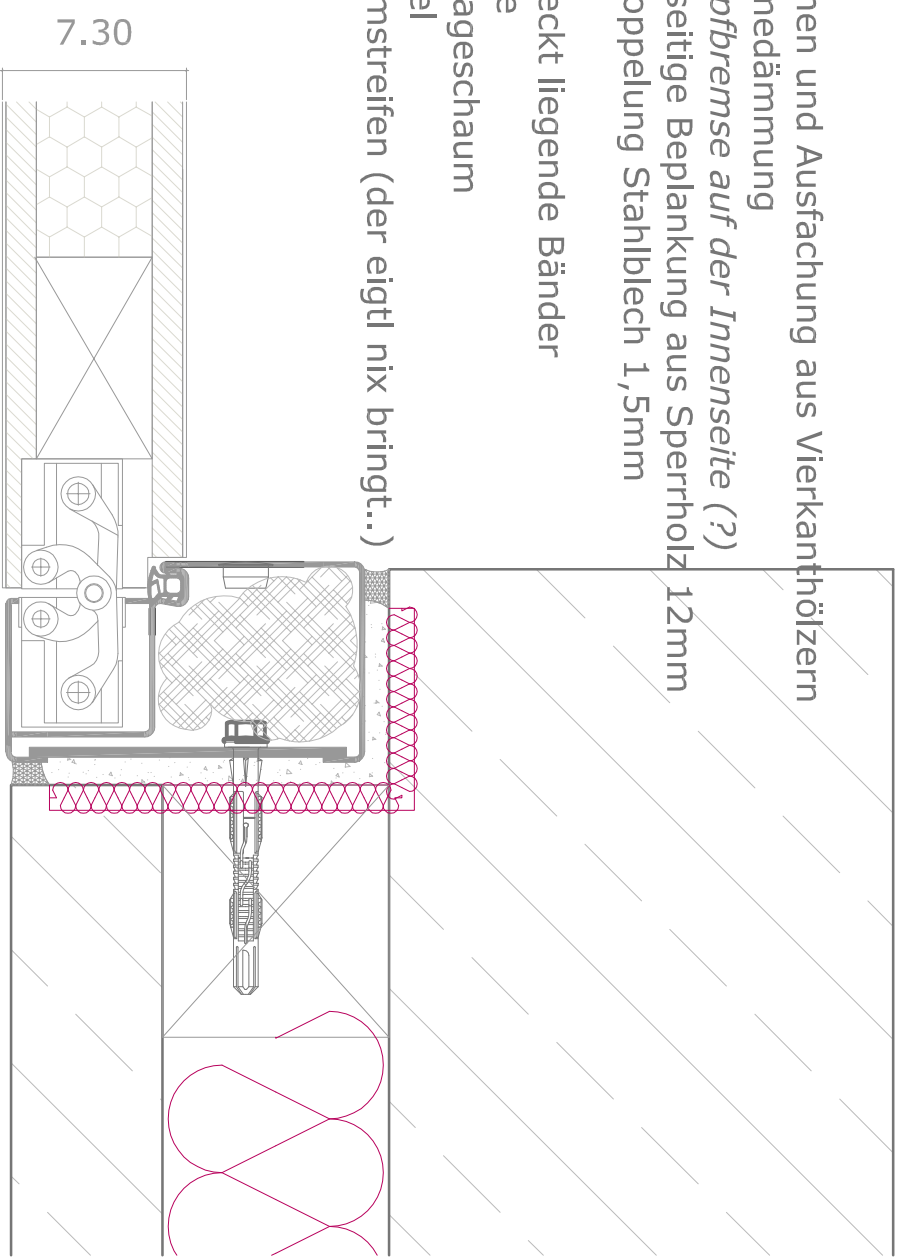 7.30
nen und Ausfachung aus Vierkanthölzern
nedämmung
pfbremse auf der Innenseite (?)
seitige Beplankung aus Sperrholz 12mm
oppelung Stahlblech 1,5mm
eckt liegende Bänder
e
ageschaum
el
mstreifen (der eigtl nix bringt..)